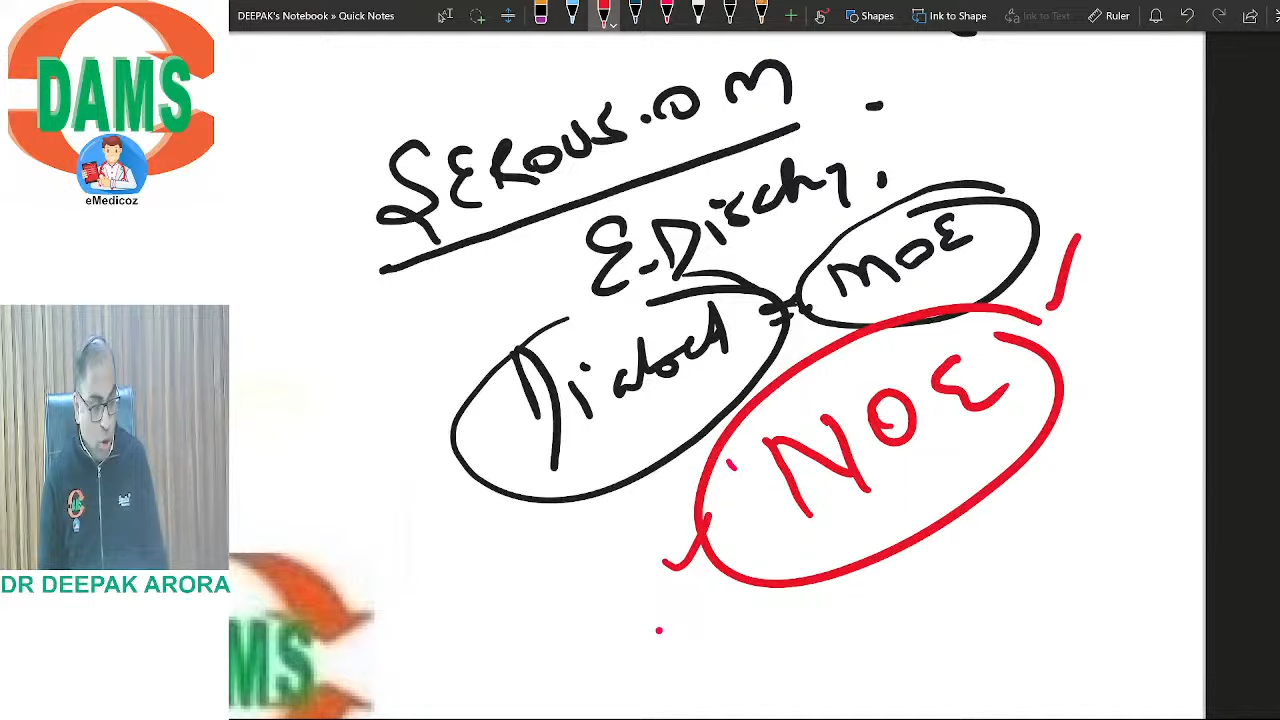 DEEPAK's Notebook » Quick Notes
Shapes
Ink to Shape
Ink to Text
Ruler
DAMS
eMedicoz
SEROUS.OM
MOE
NOE
DR DEEPAK ARORA
MS